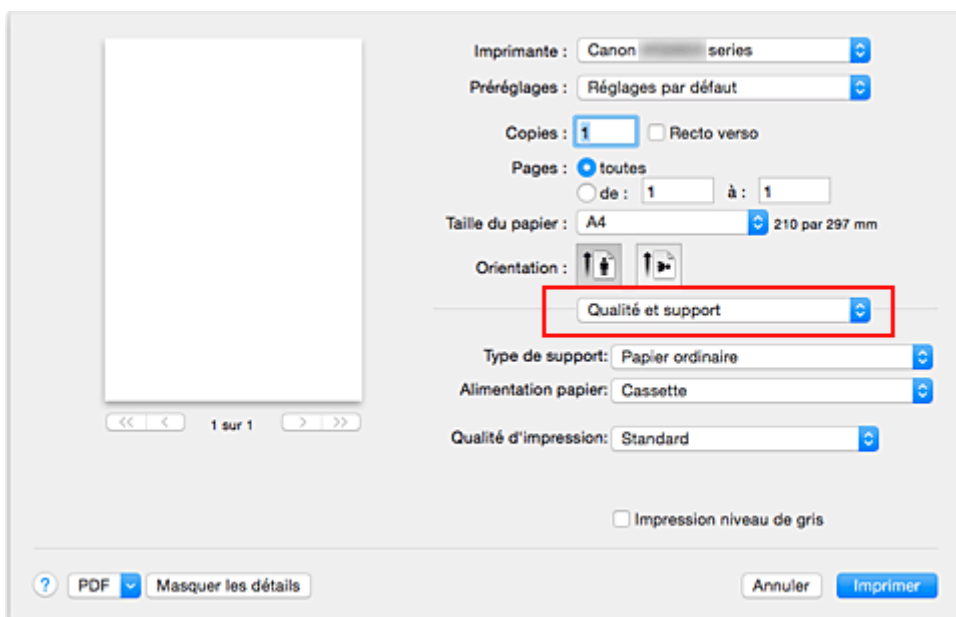 Imprimante : Canon series
Préréglages : Réglages par défaut
Copies : 1 Recto verso
Pages : toutes
de : 1 à : 1
Taille du papier : A4 210 par 297 mm
Orientation :
Qualité et support
Type de support: Papier ordinaire
Alimentation papier: Cassette
<< < 1 sur 1 > >>
Qualité d'impression: Standard
Impression niveau de gris
? PDF Masquer les détails Annuler Imprimer